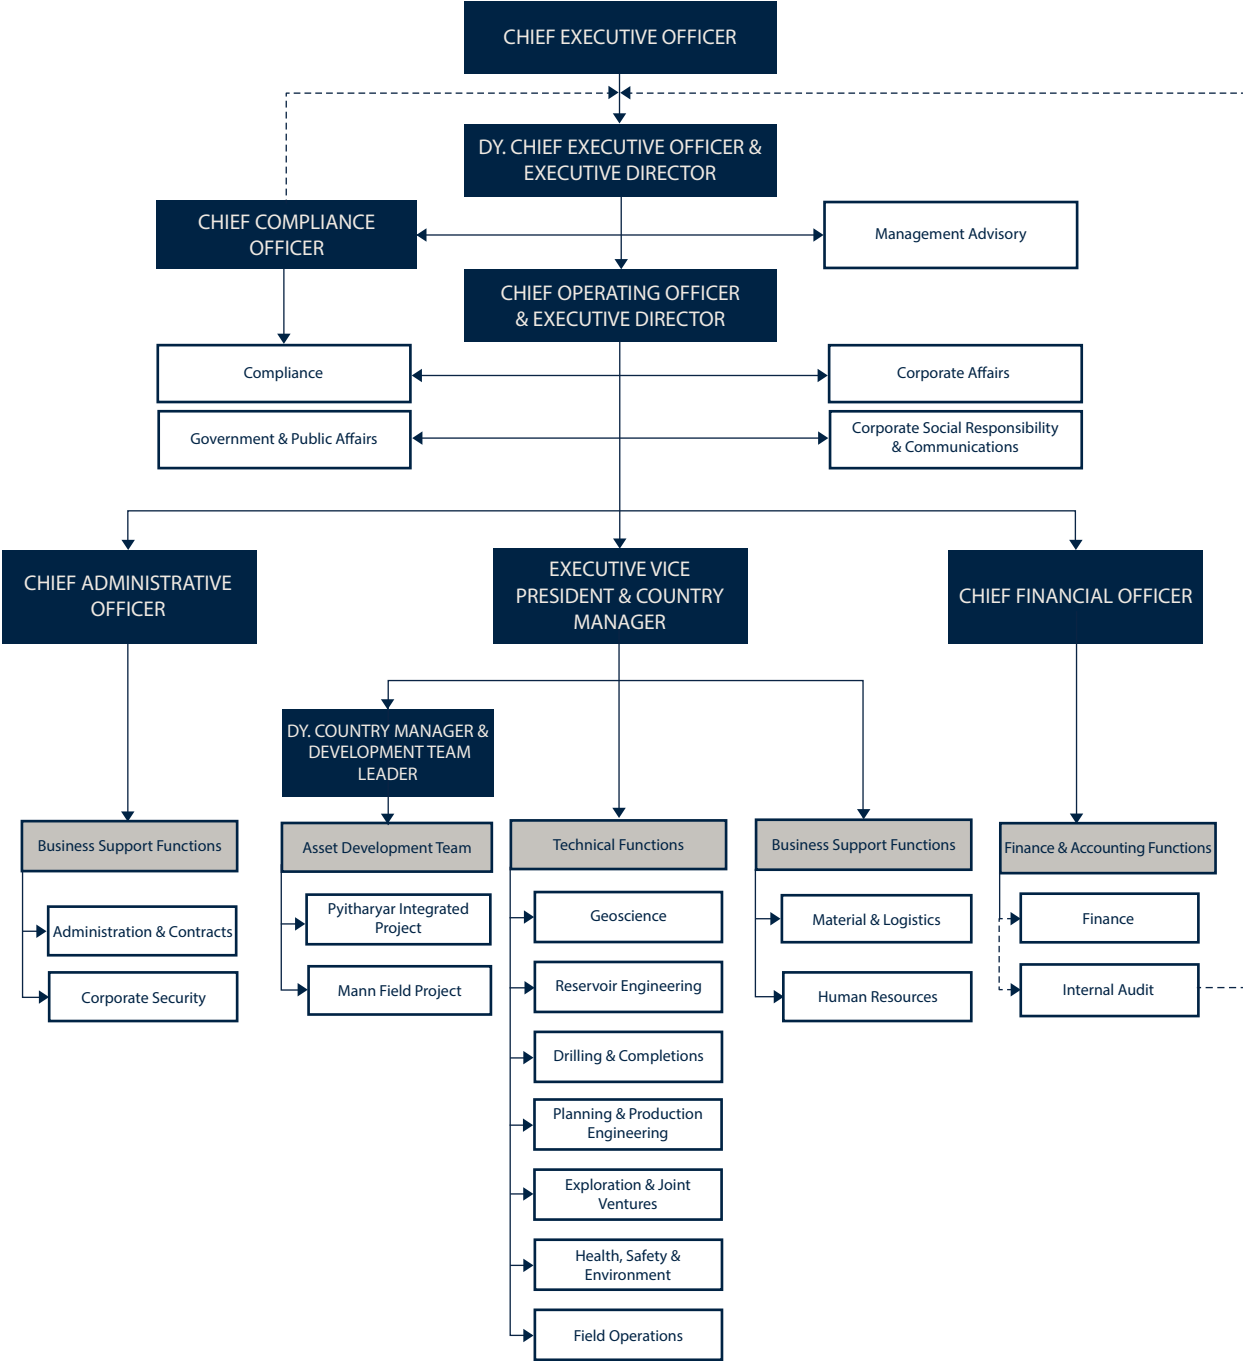 CHIEF EXECUTIVE OFFICER
DY. CHIEF EXECUTIVE OFFICER &
EXECUTIVE DIRECTOR
CHIEF COMPLIANCE
OFFICER
Management Advisory
CHIEF OPERATING OFFICER
& EXECUTIVE DIRECTOR
Compliance
Corporate Affairs
Government & Public Affairs
Corporate Social Responsibility
& Communications
CHIEF ADMINISTRATIVE
OFFICER
EXECUTIVE VICE
PRESIDENT & COUNTRY
MANAGER
CHIEF FINANCIAL OFFICER
DY. COUNTRY MANAGER &
DEVELOPMENT TEAM
LEADER
Business Support Functions
Administration & Contracts
Corporate Security
Asset Development Team
Pyitharyar Integrated
Project
Mann Field Project
Technical Functions
Geoscience
Reservoir Engineering
Drilling & Completions
Planning & Production
Engineering
Exploration & Joint
Ventures
Health, Safety &
Environment
Field Operations
Business Support Functions
Material & Logistics
Human Resources
Finance & Accounting Functions
Finance
Internal Audit